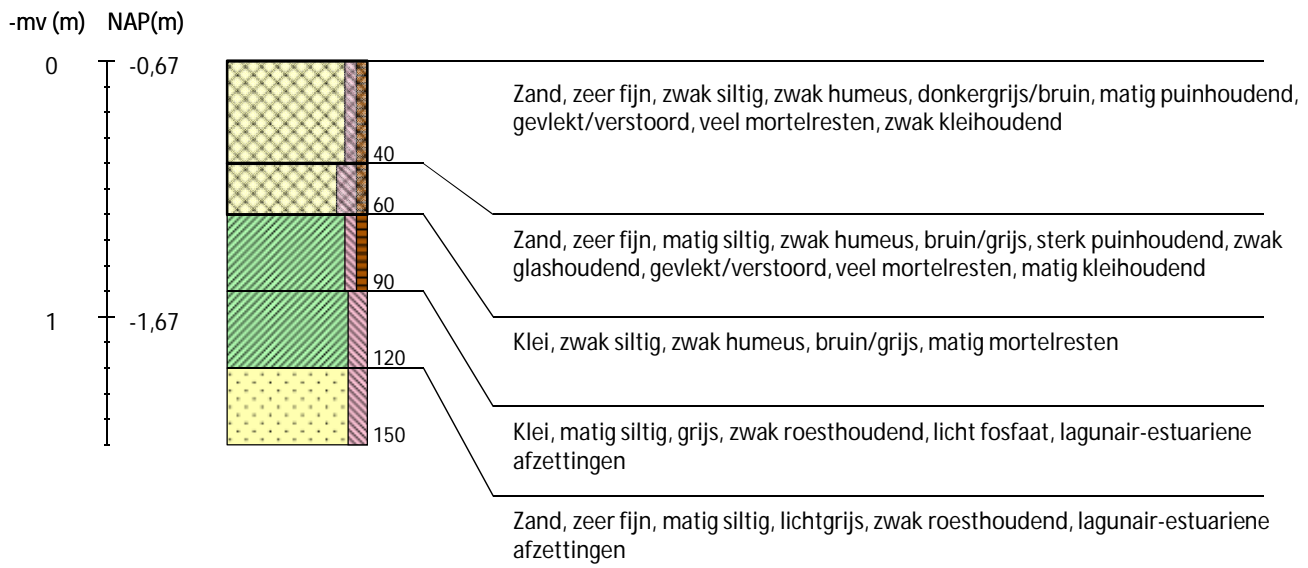 -mv (m) NAP(m)
0 -0,67
Zand, zeer fijn, zwak siltig, zwak humeus, donkergrijs/bruin, matig puinhoudend,
gevlekt/verstoord, veel mortelresten, zwak kleihoudend
40
60
Zand, zeer fijn, matig siltig, zwak humeus, bruin/grijs, sterk puinhoudend, zwak
glashoudend, gevlekt/verstoord, veel mortelresten, matig kleihoudend
90
1 -1,67
Klei, zwak siltig, zwak humeus, bruin/grijs, matig mortelresten
120
150
Klei, matig siltig, grijs, zwak roesthoudend, licht fosfaat, lagunair-estuariene
afzettingen
Zand, zeer fijn, matig siltig, lichtgrijs, zwak roesthoudend, lagunair-estuariene
afzettingen